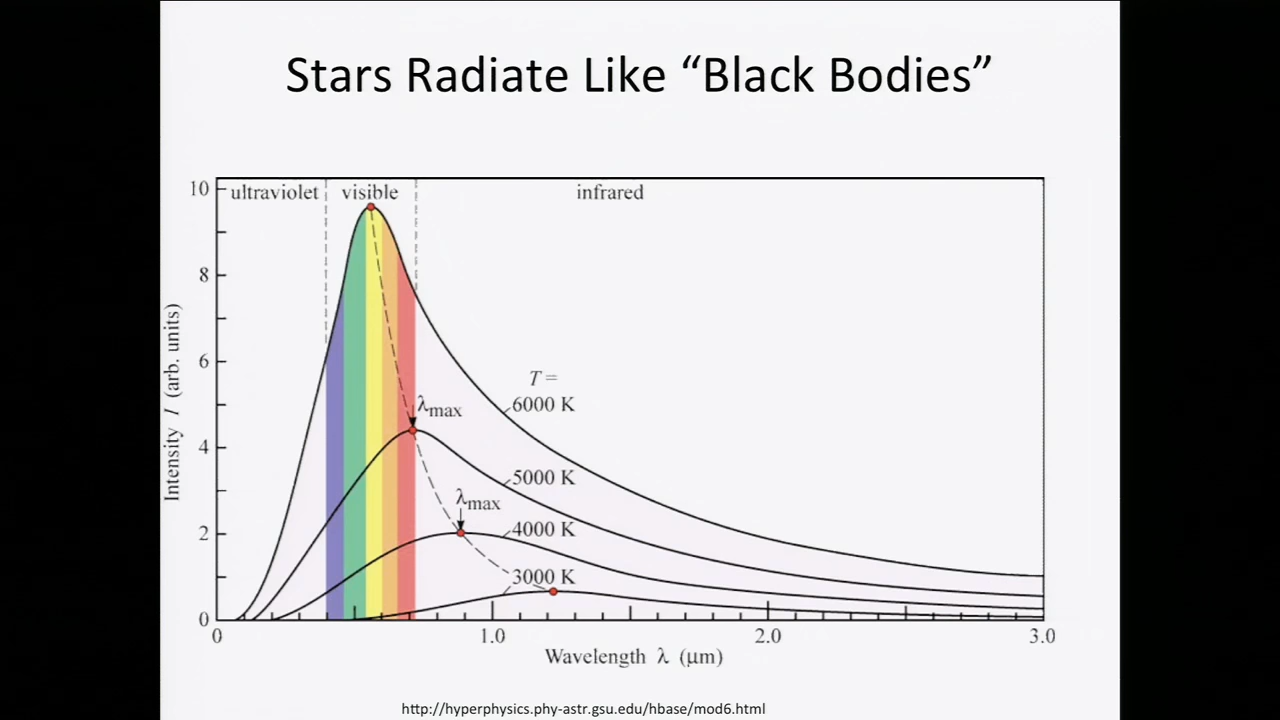 Stars Radiate Like “Black Bodies”
ultraviolet visible infrared
10
8
6
4
2
0
Intensity I (arb. units)
T =
6000 K
λmax
5000 K
λmax
4000 K
3000 K
0 1.0 2.0 3.0
Wavelength λ (μm)
http://hyperphysics.phy-astr.gsu.edu/hbase/mod6.html